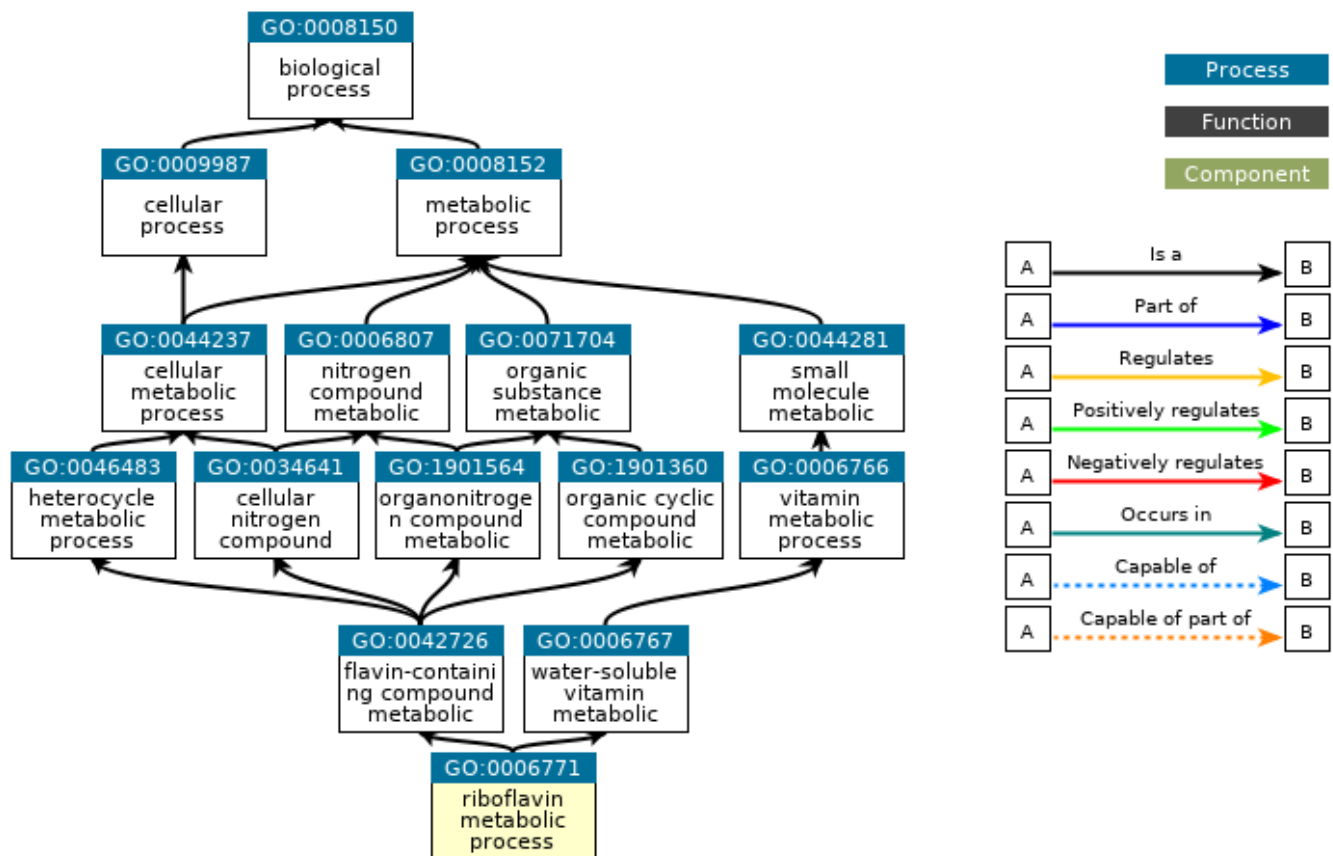 GO:0008150
biological
process
GO:0009987
cellular
process
GO:0008152
metabolic
process
GO:0044237
cellular
metabolic
process
GO:0006807
nitrogen
compound
metabolic
GO:0071704
organic
substance
metabolic
GO:0044281
small
molecule
metabolic
GO:0046483
heterocycle
metabolic
process
GO:0034641
cellular
nitrogen
compound
GO:1901564
organonitroge
n compound
metabolic
GO:1901360
organic cyclic
compound
metabolic
GO:0006766
vitamin
metabolic
process
GO:0042726
flavin-containi
ng compound
metabolic
GO:0006767
water-soluble
vitamin
metabolic
GO:0006771
riboflavin
metabolic
process
Process
Function
Component
A Is a B
A Part of B
A Regulates B
A Positively regulates B
A Negatively regulates B
A Occurs in B
A Capable of B
A Capable of part of B